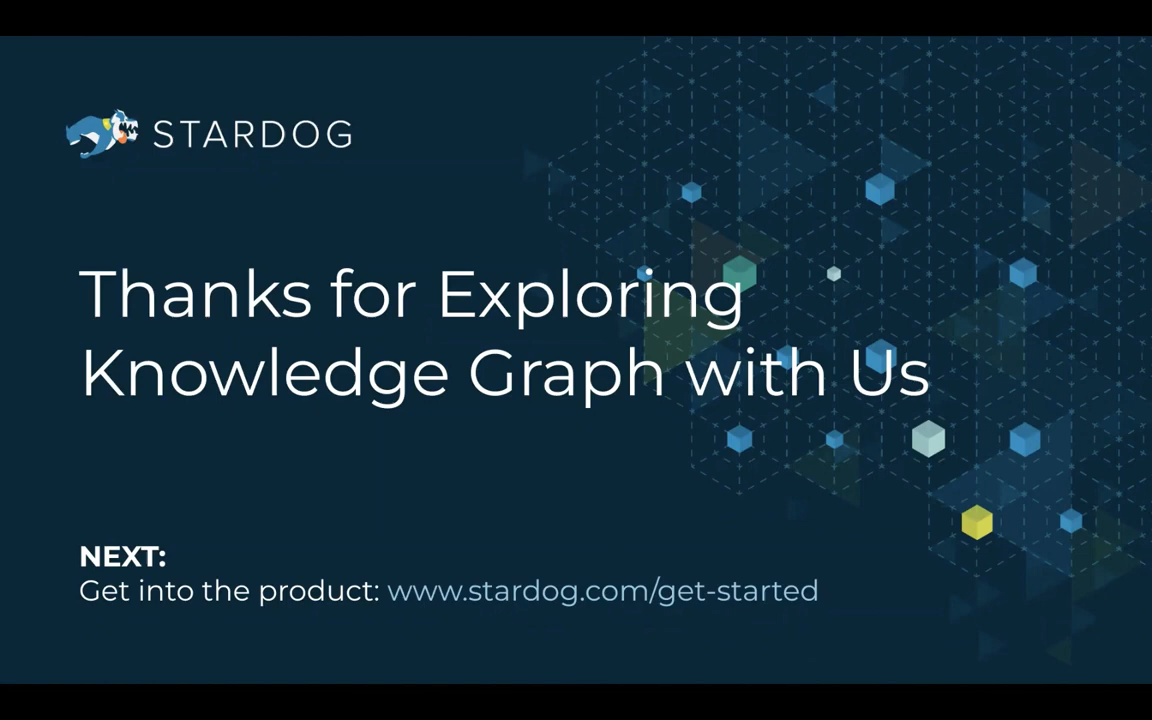 STARDOG
Thanks for Exploring
Knowledge Graph with Us
NEXT:
Get into the product: www.stardog.com/get-started